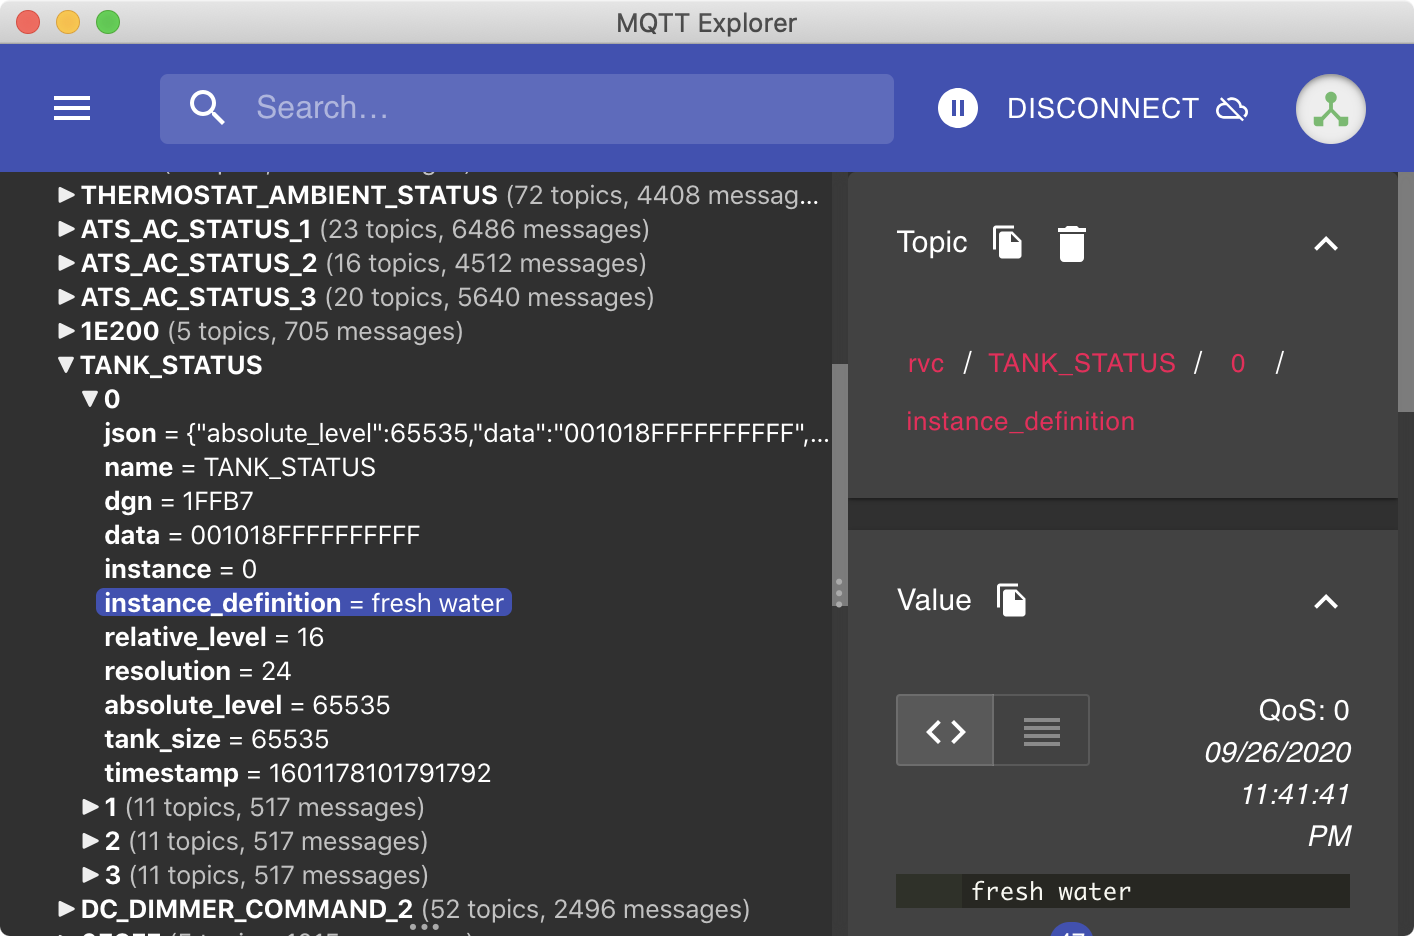 MQTT Explorer
Search...
DISCONNECT
THERMOSTAT_AMBIENT_STATUS (72 topics, 4408 messag...
ATS_AC_STATUS_1 (23 topics, 6486 messages)
ATS_AC_STATUS_2 (16 topics, 4512 messages)
ATS_AC_STATUS_3 (20 topics, 5640 messages)
1E200 (5 topics, 705 messages)
TANK_STATUS
0
json = {"absolute_level":65535,"data":"001018FFFFFFFFFF",...
name = TANK_STATUS
dgn = 1FFB7
data = 001018FFFFFFFFFF
instance = 0
instance_definition = fresh water
relative_level = 16
resolution = 24
absolute_level = 65535
tank_size = 65535
timestamp = 1601178101791792
1 (11 topics, 517 messages)
2 (11 topics, 517 messages)
3 (11 topics, 517 messages)
DC_DIMMER_COMMAND_2 (52 topics, 2496 messages)
Topic
rvc / TANK_STATUS / 0 /
instance_definition
Value
QoS: 0
09/26/2020
11:41:41
PM
fresh water